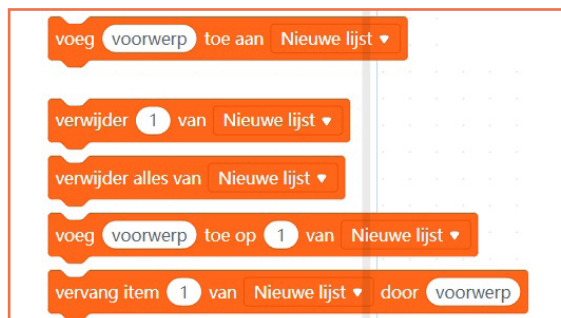 voeg voorwerp toe aan Nieuwe lijst
verwijder 1 van Nieuwe lijst
verwijder alles van Nieuwe lijst
voeg voorwerp toe op 1 van Nieuwe lijst
vervang item 1 van Nieuwe lijst door voorwerp